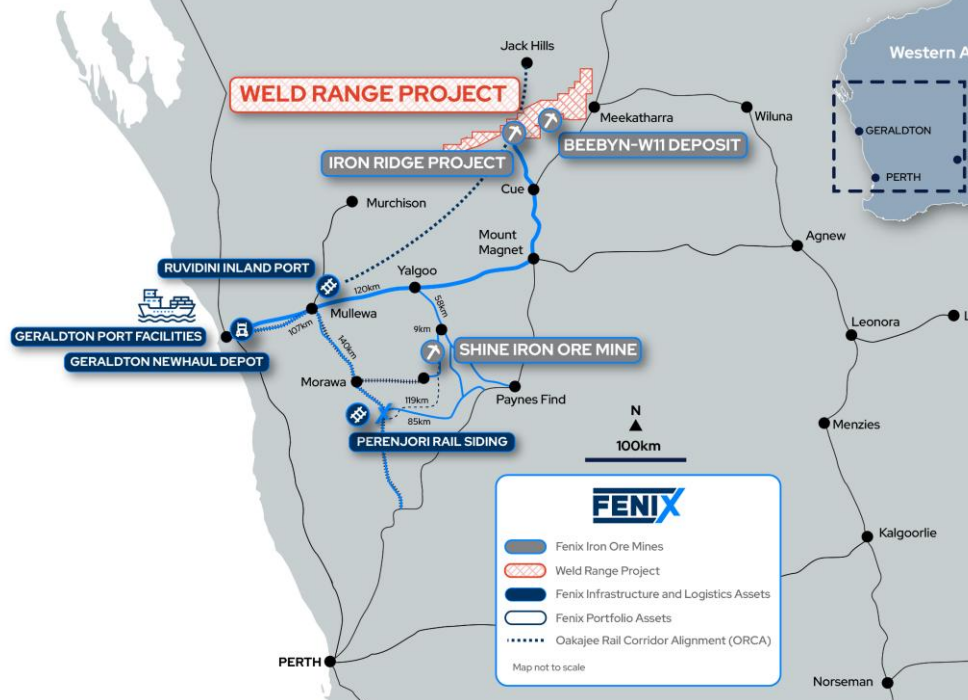 Jack Hills
Western A
WELD RANGE PROJECT
Meekatharra
Wiluna
GERALDTON
BEEBYN-W11 DEPOSIT
IRON RIDGE PROJECT
PERTH
Cue
Murchison
Mount
Magnet
Agnew
RUVIDINI INLAND PORT
Yalgoo
120km
58km
Mullewa
GERALDTON PORT FACILITIES
107km
9km
Leonora
L
GERALDTON NEWHAUL DEPOT
140km
SHINE IRON ORE MINE
Morawa
119km
Paynes Find
85km
PERENJORI RAIL SIDING
N
100km
Menzies
FENIX
Fenix Iron Ore Mines
Weld Range Project
Fenix Infrastructure and Logistics Assets
Fenix Portfolio Assets
Oakajee Rail Corridor Alignment (ORCA)
Map not to scale
Kalgoorlie
PERTH
Norseman